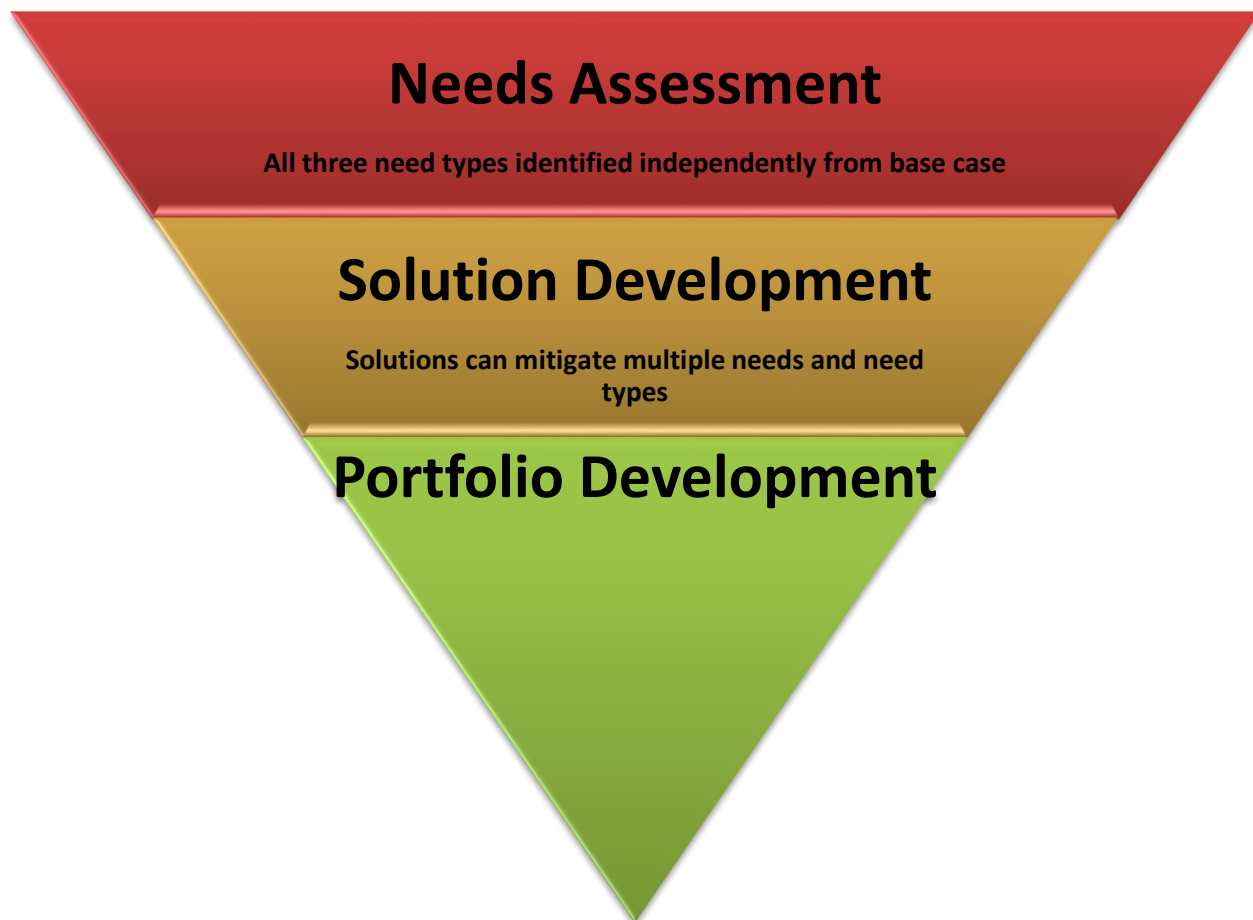 Needs Assessment
All three need types identified independently from base case
Solution Development
Solutions can mitigate multiple needs and need
types
Portfolio Development